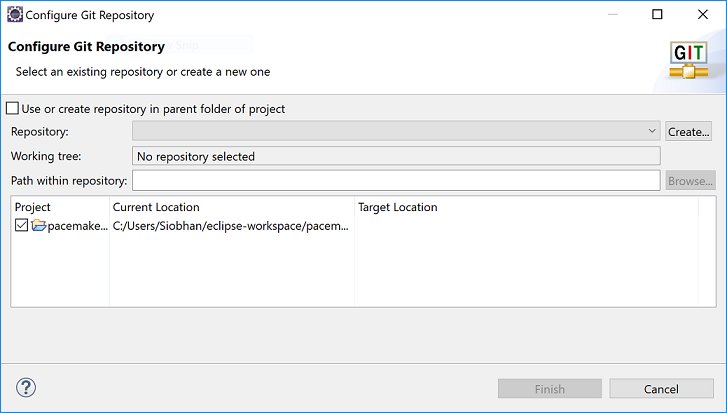 Configure Git Repository
Configure Git Repository
Select an existing repository or create a new one
GIT
Use or create repository in parent folder of project
Repository: Create...
Working tree: No repository selected
Path within repository: Browse...
Project Current Location Target Location
pacemake... C:/Users/Siobhan/eclipse-workspace/pacem...
? Finish Cancel